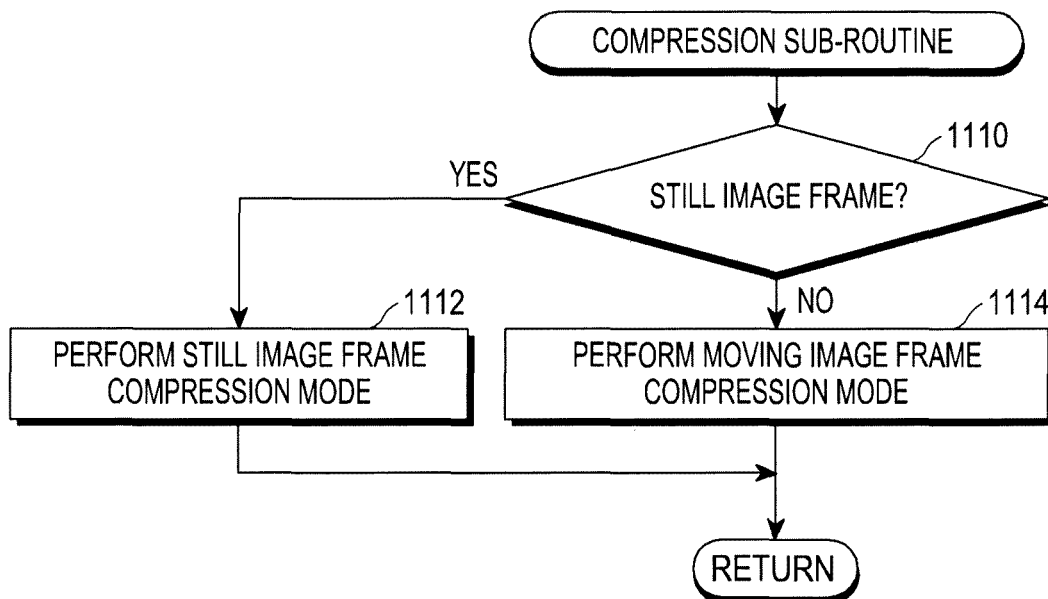 COMPRESSION SUB-ROUTINE
1110
YES
STILL IMAGE FRAME?
NO
1112
1114
PERFORM STILL IMAGE FRAME
COMPRESSION MODE
PERFORM MOVING IMAGE FRAME
COMPRESSION MODE
RETURN